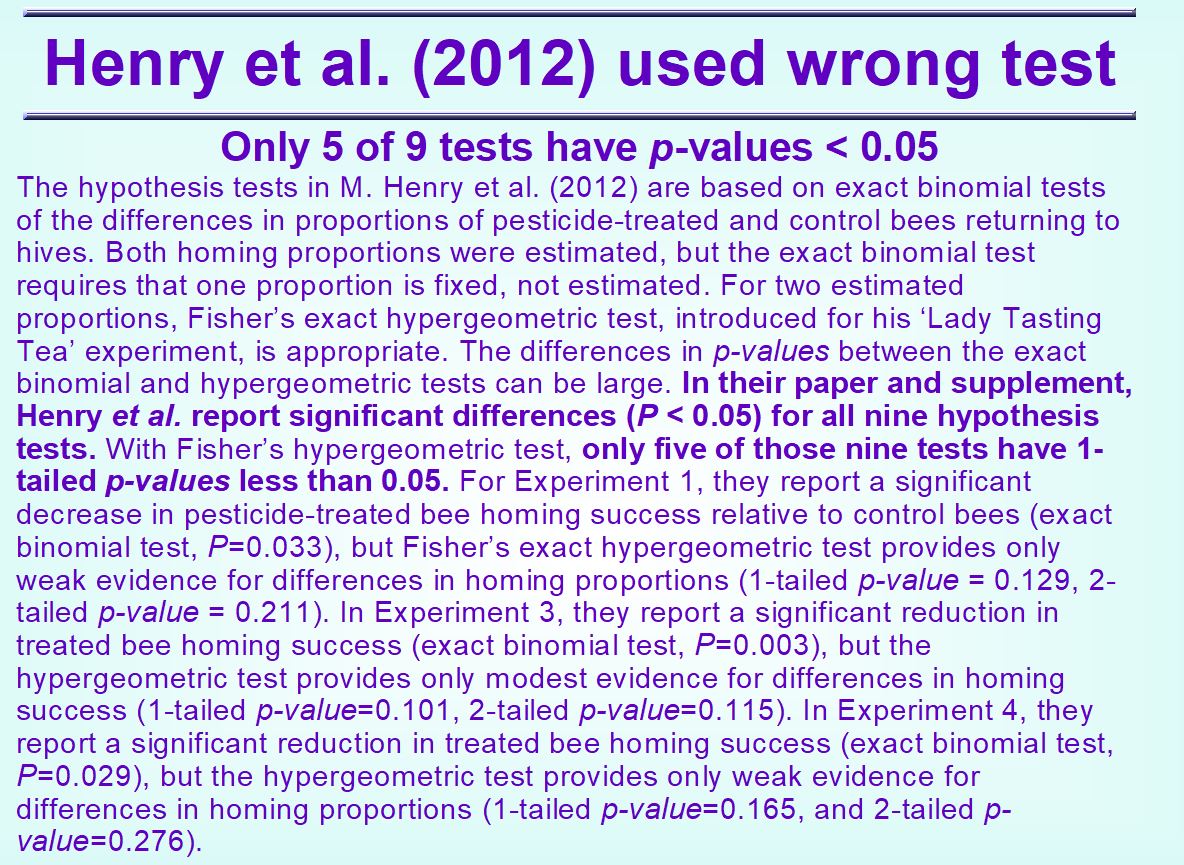 Henry et al. (2012) used wrong test
Only 5 of 9 tests have p-values < 0.05
The hypothesis tests in M. Henry et al. (2012) are based on exact binomial tests
of the differences in proportions of pesticide-treated and control bees returning to
hives. Both homing proportions were estimated, but the exact binomial test
requires that one proportion is fixed, not estimated. For two estimated
proportions, Fisher’s exact hypergeometric test, introduced for his ‘Lady Tasting
Tea’ experiment, is appropriate. The differences in p-values between the exact
binomial and hypergeometric tests can be large. In their paper and supplement,
Henry et al. report significant differences (P < 0.05) for all nine hypothesis
tests. With Fisher’s hypergeometric test, only five of those nine tests have 1-
tailed p-values less than 0.05. For Experiment 1, they report a significant
decrease in pesticide-treated bee homing success relative to control bees (exact
binomial test, P=0.033), but Fisher’s exact hypergeometric test provides only
weak evidence for differences in homing proportions (1-tailed p-value = 0.129, 2-
tailed p-value = 0.211). In Experiment 3, they report a significant reduction in
treated bee homing success (exact binomial test, P=0.003), but the
hypergeometric test provides only modest evidence for differences in homing
success (1-tailed p-value=0.101, 2-tailed p-value=0.115). In Experiment 4, they
report a significant reduction in treated bee homing success (exact binomial test,
P=0.029), but the hypergeometric test provides only weak evidence for
differences in homing proportions (1-tailed p-value=0.165, and 2-tailed p-
value=0.276).